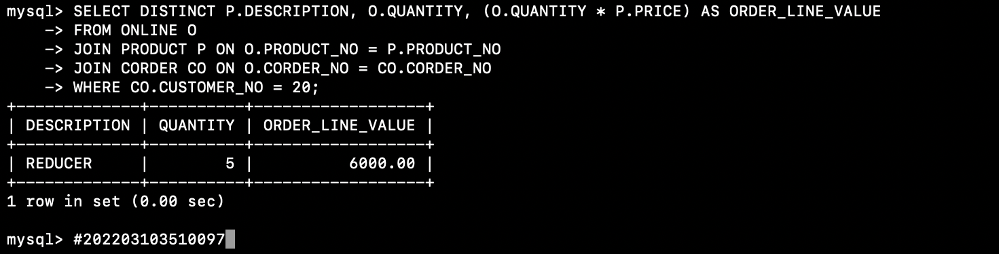 mysql> SELECT DISTINCT P.DESCRIPTION, O.QUANTITY, (O.QUANTITY * P.PRICE) AS ORDER_LINE_VALUE
    -> FROM ONLINE O
    -> JOIN PRODUCT P ON O.PRODUCT_NO = P.PRODUCT_NO
    -> JOIN CORDER CO ON O.CORDER_NO = CO.CORDER_NO
    -> WHERE CO.CUSTOMER_NO = 20;
+-------------+----------+------------------+
| DESCRIPTION | QUANTITY | ORDER_LINE_VALUE |
+-------------+----------+------------------+
| REDUCER     |        5 |          6000.00 |
+-------------+----------+------------------+
1 row in set (0.00 sec)
mysql> #202203103510097